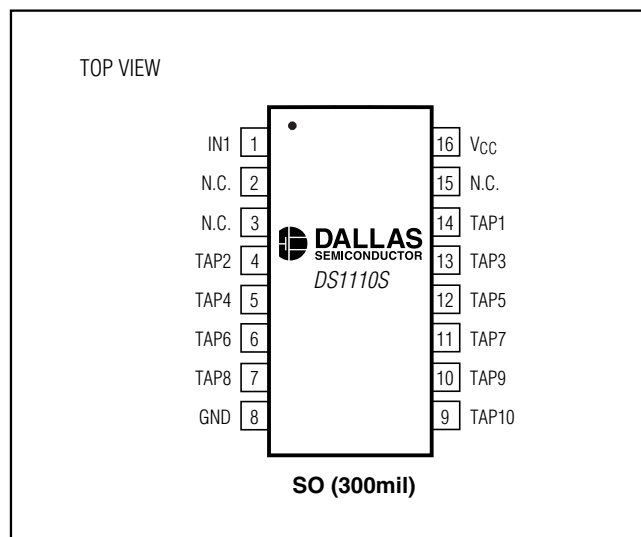 TOP VIEW
IN1 1 16 VCC
N.C. 2 15 N.C.
N.C. 3 14 TAP1
DALLAS
SEMICONDUCTOR
TAP2 4 13 TAP3
DS1110S
TAP4 5 12 TAP5
TAP6 6 11 TAP7
TAP8 7 10 TAP9
GND 8 9 TAP10
SO (300mil)